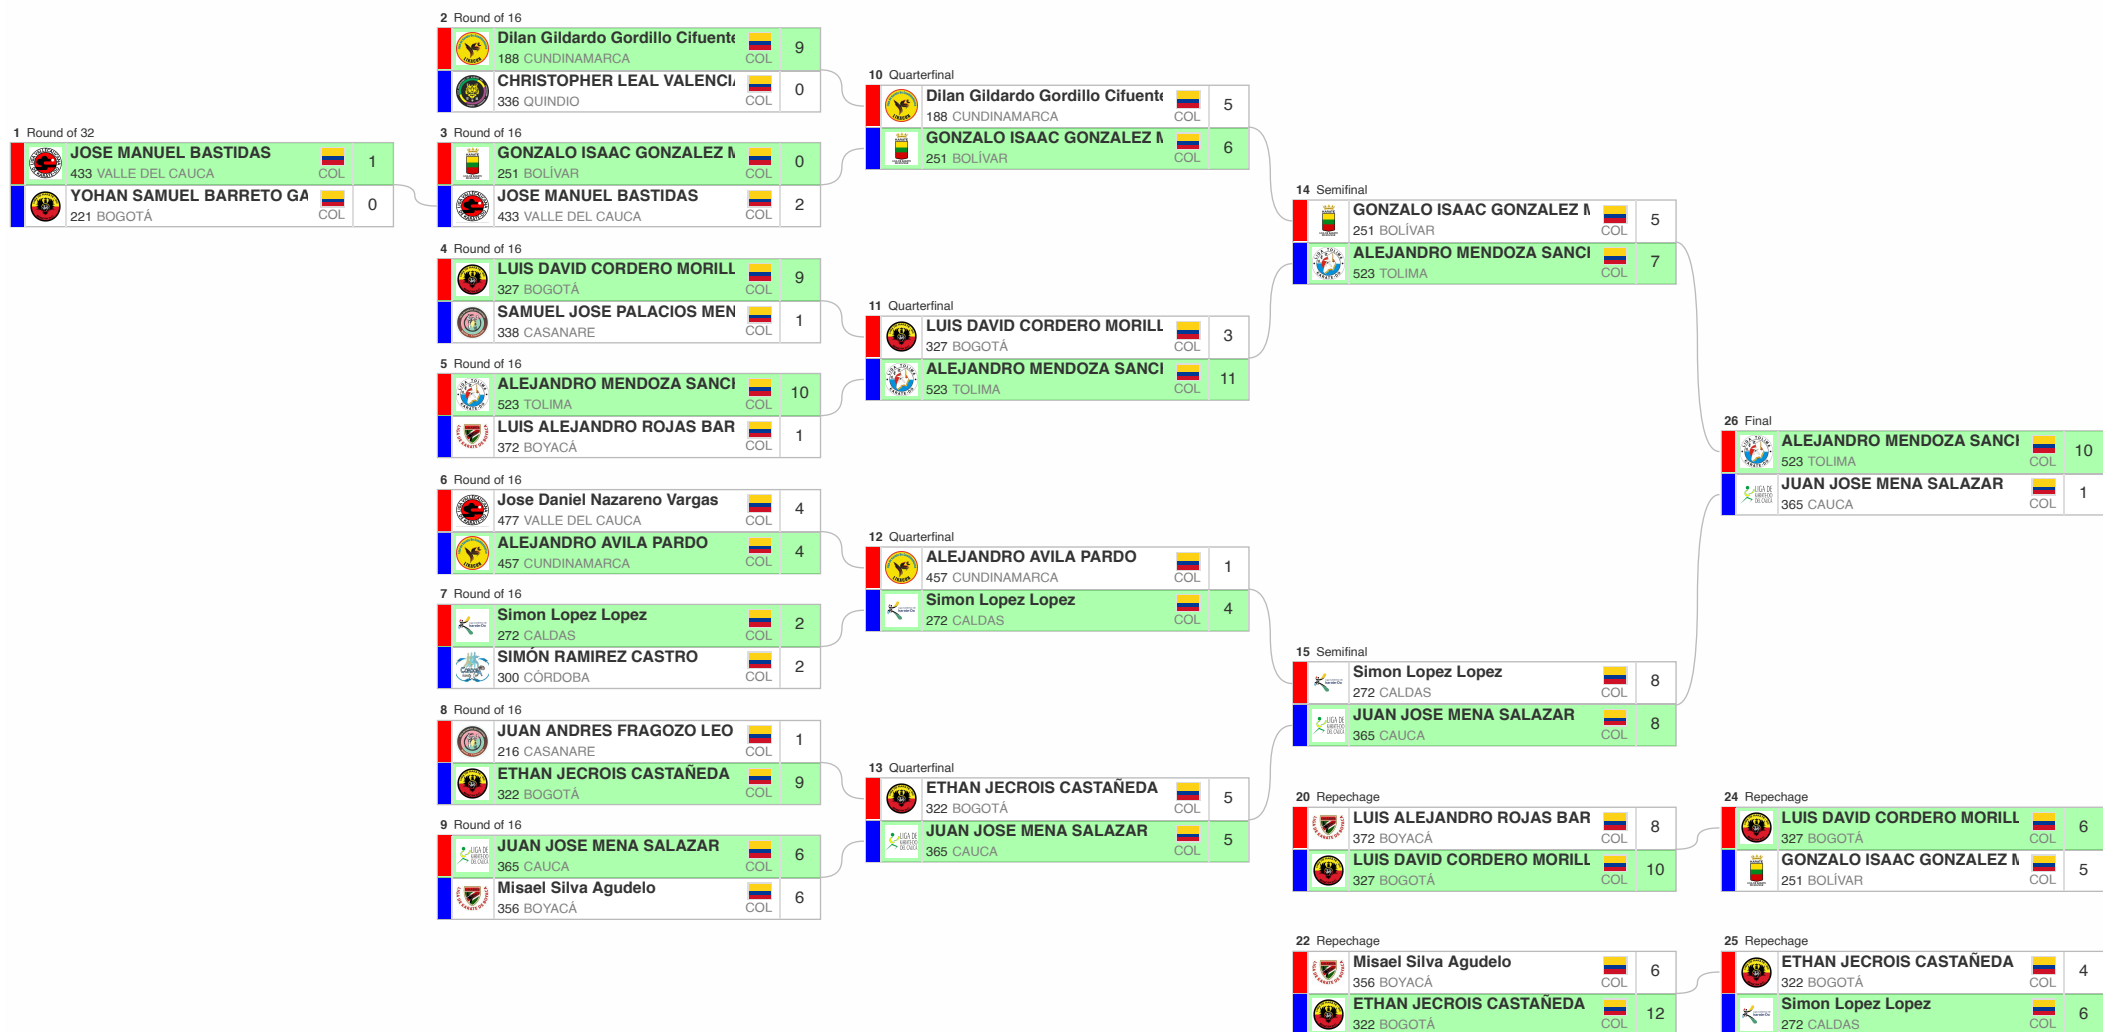 1 Round of 32
JOSE MANUEL BASTIDAS COL 1
433 VALLE DEL CAUCA
YOHAN SAMUEL BARRETO GA COL 0
221 BOGOTÁ
2 Round of 16
Dilan Gildardo Gordillo Cifuente COL 9
188 CUNDINAMARCA
CHRISTOPHER LEAL VALENCI COL 0
336 QUINDIO
3 Round of 16
GONZALO ISAAC GONZALEZ M COL 0
251 BOLÍVAR
JOSE MANUEL BASTIDAS COL 2
433 VALLE DEL CAUCA
4 Round of 16
LUIS DAVID CORDERO MORILL COL 9
327 BOGOTÁ
SAMUEL JOSE PALACIOS MEN COL 1
338 CASANARE
5 Round of 16
ALEJANDRO MENDOZA SANCH COL 10
523 TOLIMA
LUIS ALEJANDRO ROJAS BAR COL 1
372 BOYACÁ
6 Round of 16
Jose Daniel Nazareno Vargas COL 4
477 VALLE DEL CAUCA
ALEJANDRO AVILA PARDO COL 4
457 CUNDINAMARCA
7 Round of 16
Simon Lopez Lopez COL 2
272 CALDAS
SIMÓN RAMIREZ CASTRO COL 2
300 CÓRDOBA
8 Round of 16
JUAN ANDRES FRAGOZO LEO COL 1
216 CASANARE
ETHAN JECROIS CASTAÑEDA COL 9
322 BOGOTÁ
9 Round of 16
JUAN JOSE MENA SALAZAR COL 6
365 CAUCA
Misael Silva Agudelo COL 6
356 BOYACÁ
10 Quarterfinal
Dilan Gildardo Gordillo Cifuente COL 5
188 CUNDINAMARCA
GONZALO ISAAC GONZALEZ M COL 6
251 BOLÍVAR
11 Quarterfinal
LUIS DAVID CORDERO MORILL COL 3
327 BOGOTÁ
ALEJANDRO MENDOZA SANCH COL 11
523 TOLIMA
12 Quarterfinal
ALEJANDRO AVILA PARDO COL 1
457 CUNDINAMARCA
Simon Lopez Lopez COL 4
272 CALDAS
13 Quarterfinal
ETHAN JECROIS CASTAÑEDA COL 5
322 BOGOTÁ
JUAN JOSE MENA SALAZAR COL 5
365 CAUCA
14 Semifinal
GONZALO ISAAC GONZALEZ M COL 5
251 BOLÍVAR
ALEJANDRO MENDOZA SANCH COL 7
523 TOLIMA
15 Semifinal
Simon Lopez Lopez COL 8
272 CALDAS
JUAN JOSE MENA SALAZAR COL 8
365 CAUCA
20 Repechage
LUIS ALEJANDRO ROJAS BAR COL 8
372 BOYACÁ
LUIS DAVID CORDERO MORILL COL 10
327 BOGOTÁ
22 Repechage
Misael Silva Agudelo COL 6
356 BOYACÁ
ETHAN JECROIS CASTAÑEDA COL 12
322 BOGOTÁ
26 Final
ALEJANDRO MENDOZA SANCH COL 10
523 TOLIMA
JUAN JOSE MENA SALAZAR COL 1
365 CAUCA
24 Repechage
LUIS DAVID CORDERO MORILL COL 6
327 BOGOTÁ
GONZALO ISAAC GONZALEZ M COL 5
251 BOLÍVAR
25 Repechage
ETHAN JECROIS CASTAÑEDA COL 4
322 BOGOTÁ
Simon Lopez Lopez COL 6
272 CALDAS